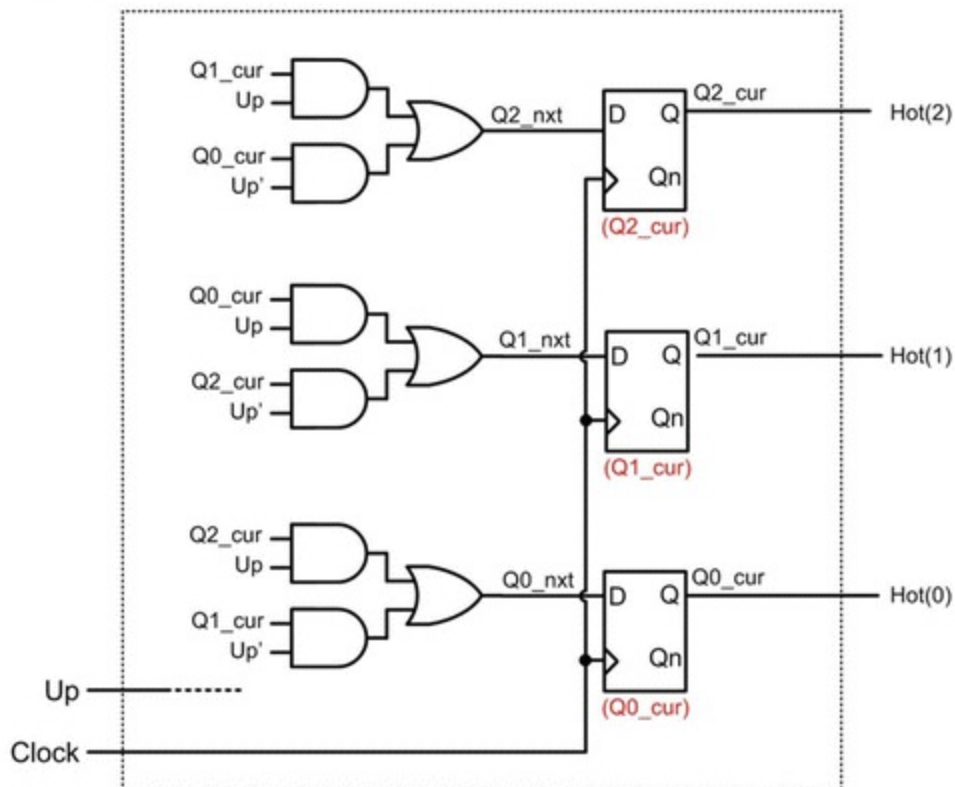 Q1_cur
Up
Q0_cur
Up’
Q2_nxt
D Q
Qn
Q2_cur
Hot(2)
(Q2_cur)
Q0_cur
Up
Q2_cur
Up’
Q1_nxt
D Q
Qn
Q1_cur
Hot(1)
(Q1_cur)
Q2_cur
Up
Q1_cur
Up’
Q0_nxt
D Q
Qn
Q0_cur
Hot(0)
(Q0_cur)
Up
Clock